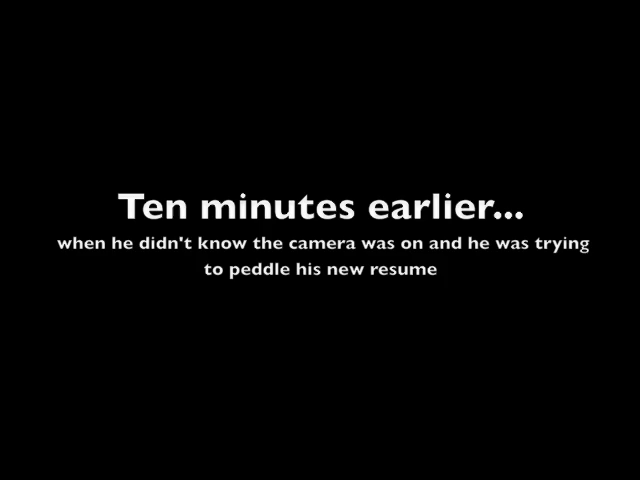 Ten minutes earlier...
when he didn't know the camera was on and he was trying
to peddle his new resume